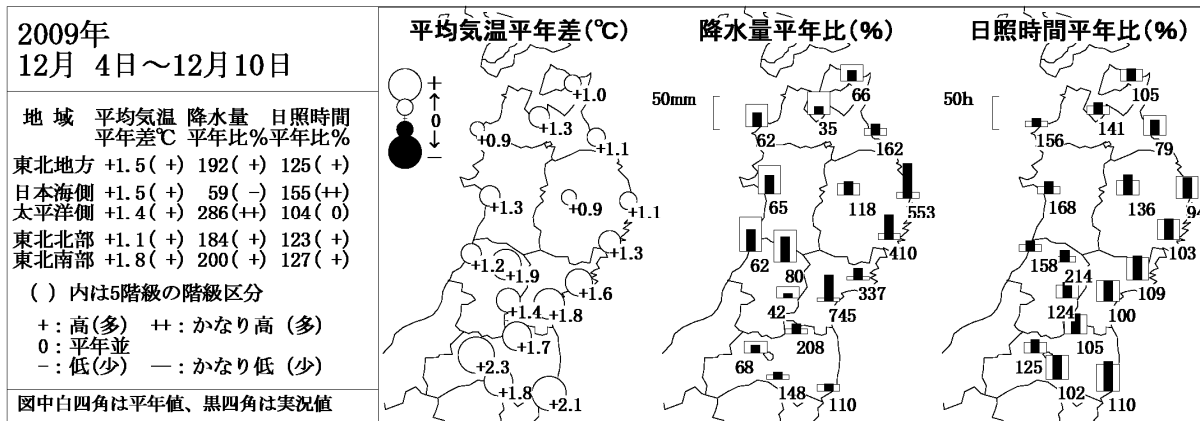 2009年
12月 4日～12月10日
地 域 平均気温 降水量 日照時間
平年差℃ 平年比% 平年比%
東北地方 +1.5( +) 192( +) 125( +)
日本海側 +1.5( +) 59( -) 155(++)
太平洋側 +1.4( +) 286(++) 104( 0)
東北北部 +1.1( +) 184( +) 123( +)
東北南部 +1.8( +) 200( +) 127( +)
( ) 内は5階級の階級区分
+：高(多) ++：かなり高 (多)
0：平年並
-：低(少) --：かなり低 (少)
図中白四角は平年値、黒四角は実況値
平均気温平年差(℃)
+
↑
0
↓
-
+1.0
+1.3
+0.9
+1.1
+1.3
+0.9
+1.1
+1.3
+1.2
+1.9
+1.6
+1.4
+1.8
+1.7
+2.3
+1.8
+2.1
降水量平年比(%)
50mm
66
35
62
162
65
118
553
410
62
80
337
42
745
208
68
148
110
日照時間平年比(%)
50h
105
141
156
79
168
136
94
103
158
214
109
124
100
105
125
102
110